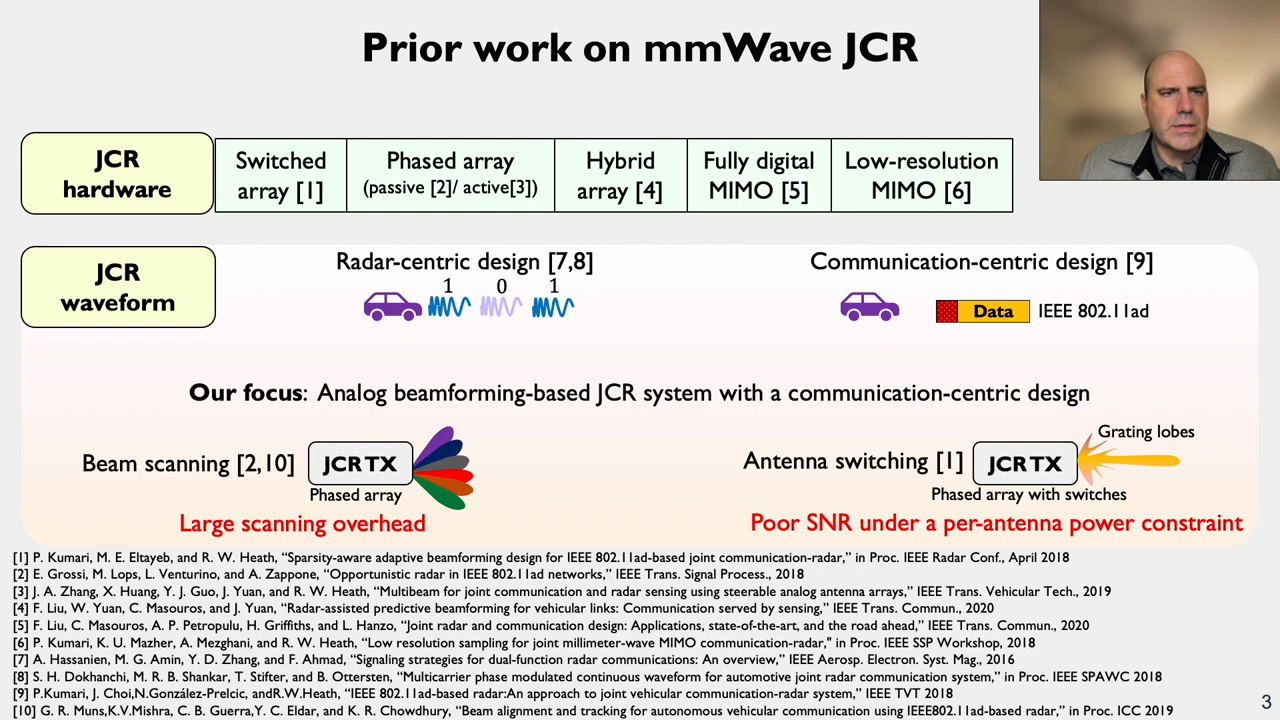 Prior work on mmWave JCR
JCR
hardware
Switched
array [1]
Phased array
(passive [2]/ active[3])
Hybrid
array [4]
Fully digital
MIMO [5]
Low-resolution
MIMO [6]
JCR
waveform
Radar-centric design [7,8]
1 0 1
Communication-centric design [9]
Data IEEE 802.11ad
Our focus: Analog beamforming-based JCR system with a communication-centric design
Beam scanning [2,10] JCR TX
Phased array
Large scanning overhead
Grating lobes
Antenna switching [1] JCR TX
Phased array with switches
Poor SNR under a per-antenna power constraint
[1] P. Kumari, M. E. Eltayeb, and R. W. Heath, “Sparsity-aware adaptive beamforming design for IEEE 802.11ad-based joint communication-radar,” in Proc. IEEE Radar Conf., April 2018
[2] E. Grossi, M. Lops, L. Venturino, and A. Zappone, “Opportunistic radar in IEEE 802.11ad networks,” IEEE Trans. Signal Process., 2018
[3] J. A. Zhang, X. Huang, Y. J. Guo, J. Yuan, and R. W. Heath, “Multibeam for joint communication and radar sensing using steerable analog antenna arrays,” IEEE Trans. Vehicular Tech., 2019
[4] F. Liu, W. Yuan, C. Masouros, and J. Yuan, “Radar-assisted predictive beamforming for vehicular links: Communication served by sensing,” IEEE Trans. Commun., 2020
[5] F. Liu, C. Masouros, A. P. Petropulu, H. Griffiths, and L. Hanzo, “Joint radar and communication design: Applications, state-of-the-art, and the road ahead,” IEEE Trans. Commun., 2020
[6] P. Kumari, K. U. Mazher, A. Mezghani, and R. W. Heath, “Low resolution sampling for joint millimeter-wave MIMO communication-radar," in Proc. IEEE SSP Workshop, 2018
[7] A. Hassanien, M. G. Amin, Y. D. Zhang, and F. Ahmad, “Signaling strategies for dual-function radar communications: An overview,” IEEE Aerosp. Electron. Syst. Mag., 2016
[8] S. H. Dokhanchi, M. R. B. Shankar, T. Stifter, and B. Ottersten, “Multicarrier phase modulated continuous waveform for automotive joint radar communication system,” in Proc. IEEE SPAWC 2018
[9] P.Kumari, J. Choi,N.González-Prelcic, andR.W.Heath, “IEEE 802.11ad-based radar:An approach to joint vehicular communication-radar system,” IEEE TVT 2018
[10] G. R. Muns,K.V.Mishra, C. B. Guerra,Y. C. Eldar, and K. R. Chowdhury, “Beam alignment and tracking for autonomous vehicular communication using IEEE802.11ad-based radar,” in Proc. ICC 2019
3